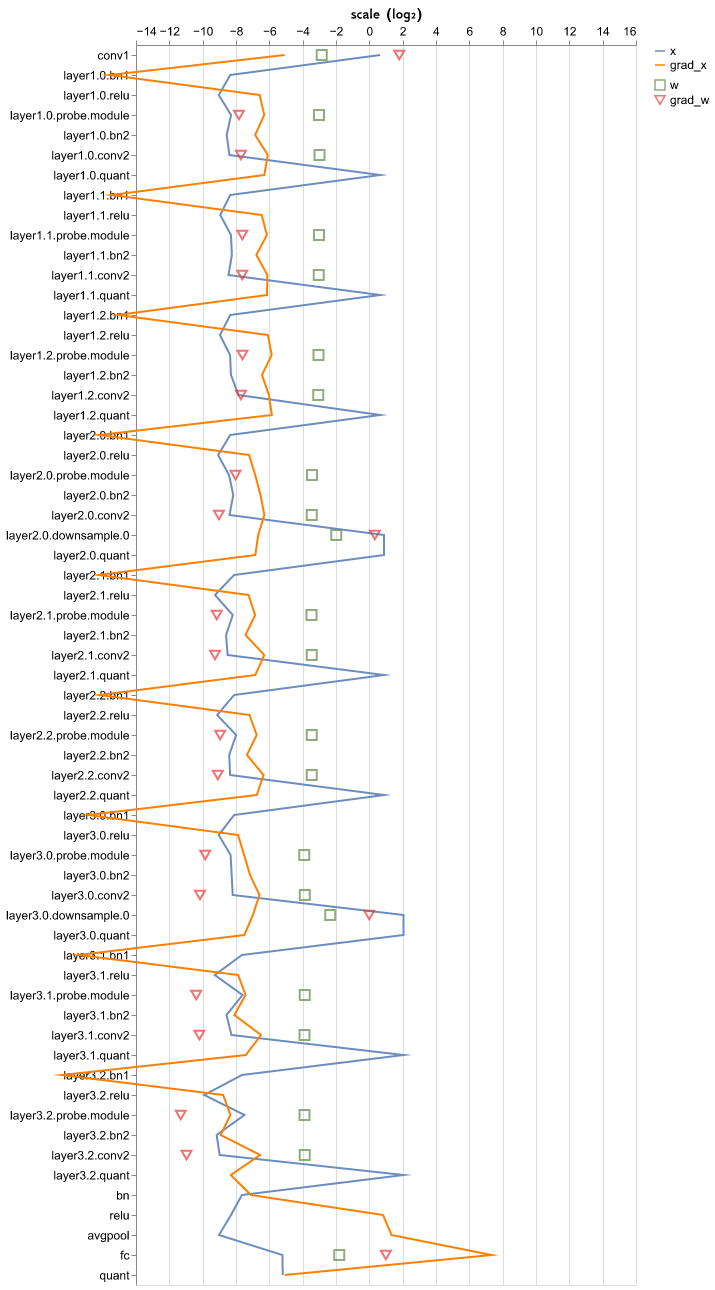 scale (log₂)
−14 −12 −10 −8 −6 −4 −2 0 2 4 6 8 10 12 14 16
x
grad_x
w
grad_w
conv1
layer1.0.bn1
layer1.0.relu
layer1.0.probe.module
layer1.0.bn2
layer1.0.conv2
layer1.0.quant
layer1.1.bn1
layer1.1.relu
layer1.1.probe.module
layer1.1.bn2
layer1.1.conv2
layer1.1.quant
layer1.2.bn1
layer1.2.relu
layer1.2.probe.module
layer1.2.bn2
layer1.2.conv2
layer1.2.quant
layer2.0.bn1
layer2.0.relu
layer2.0.probe.module
layer2.0.bn2
layer2.0.conv2
layer2.0.downsample.0
layer2.0.quant
layer2.1.bn1
layer2.1.relu
layer2.1.probe.module
layer2.1.bn2
layer2.1.conv2
layer2.1.quant
layer2.2.bn1
layer2.2.relu
layer2.2.probe.module
layer2.2.bn2
layer2.2.conv2
layer2.2.quant
layer3.0.bn1
layer3.0.relu
layer3.0.probe.module
layer3.0.bn2
layer3.0.conv2
layer3.0.downsample.0
layer3.0.quant
layer3.1.bn1
layer3.1.relu
layer3.1.probe.module
layer3.1.bn2
layer3.1.conv2
layer3.1.quant
layer3.2.bn1
layer3.2.relu
layer3.2.probe.module
layer3.2.bn2
layer3.2.conv2
layer3.2.quant
bn
relu
avgpool
fc
quant